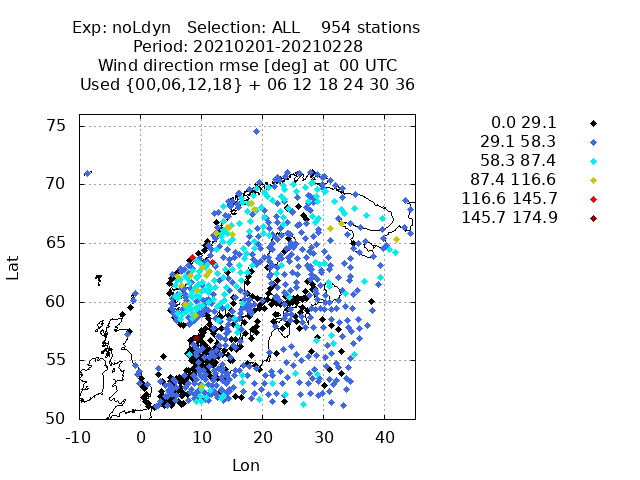 Exp: noLdyn   Selection: ALL    954 stations
Period: 20210201-20210228
Wind direction rmse [deg] at  00 UTC
Used {00,06,12,18} + 06 12 18 24 30 36
75
70
65
60
55
50
-10 0 10 20 30 40
Lat
Lon
0.0 29.1
29.1 58.3
58.3 87.4
87.4 116.6
116.6 145.7
145.7 174.9